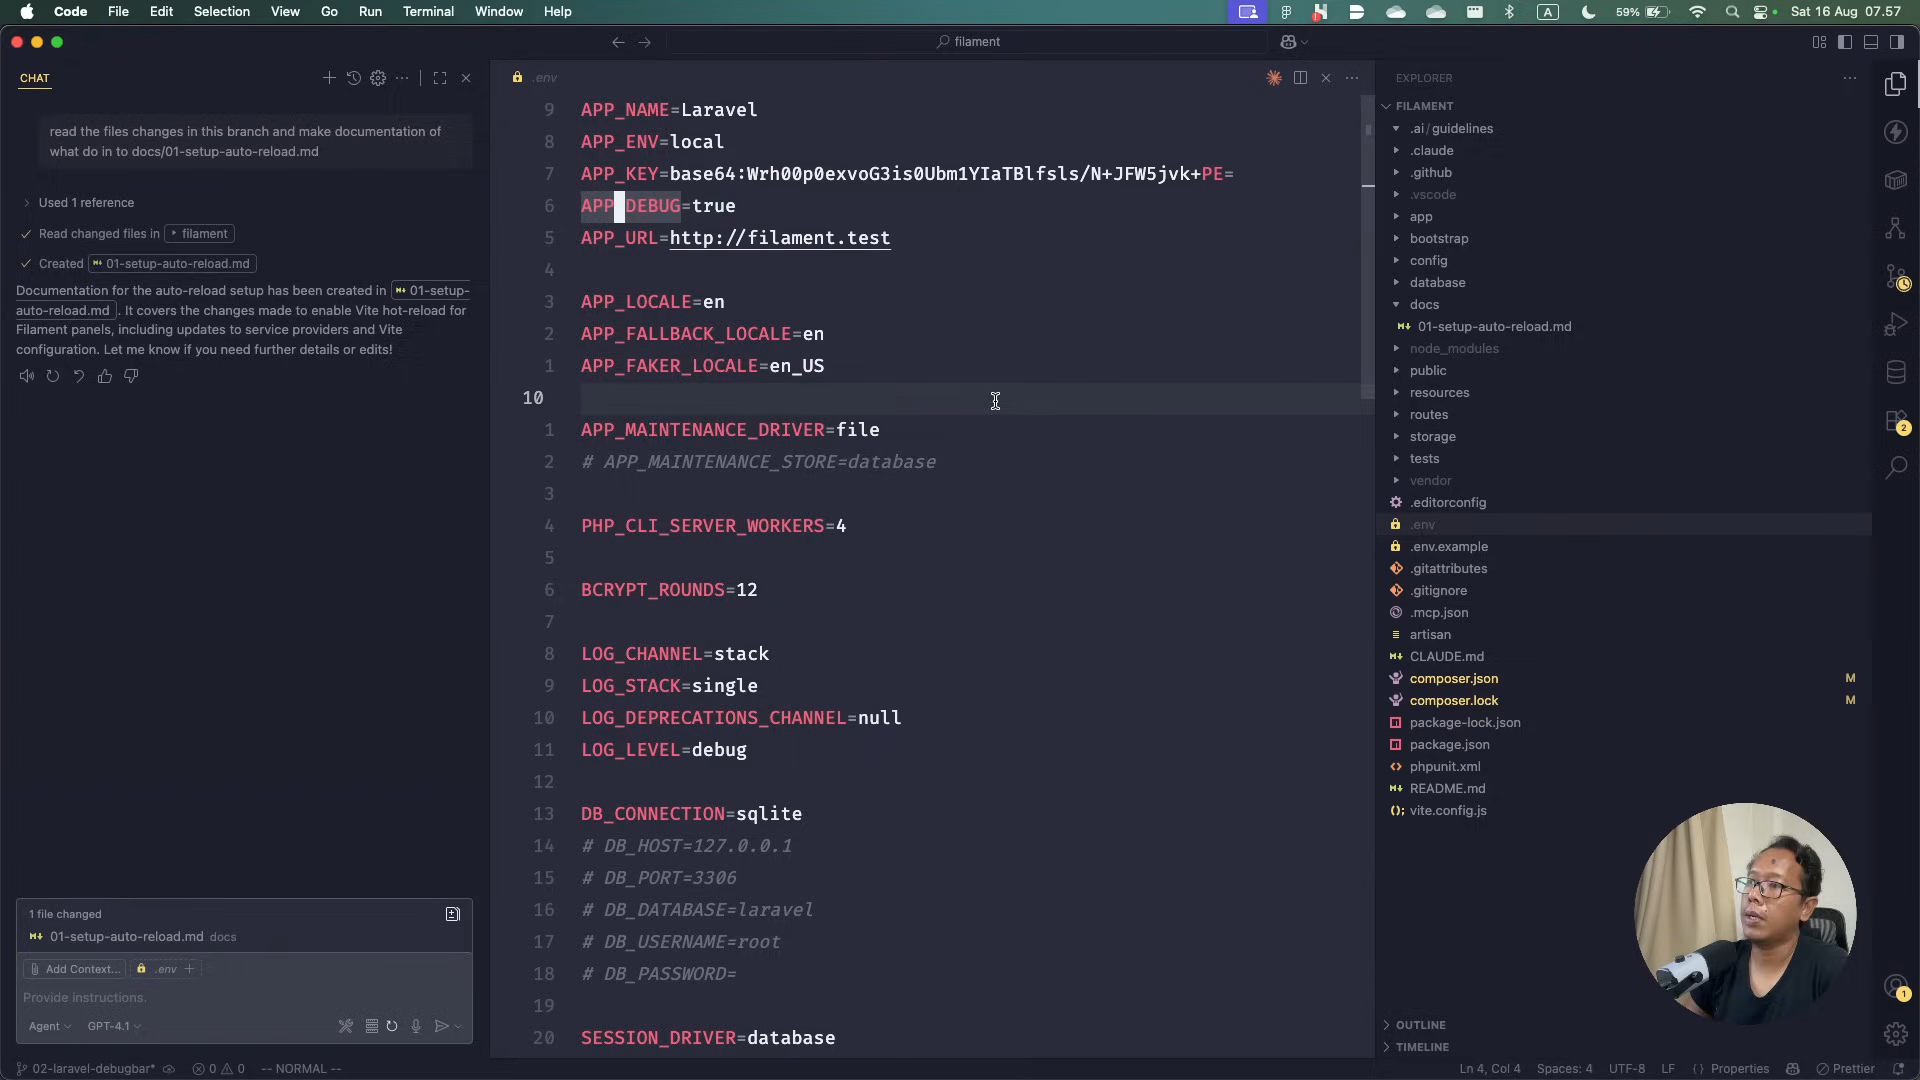 Code File Edit Selection View Go Run Terminal Window Help
A 59% Sat 16 Aug 07.57
filament
CHAT
read the files changes in this branch and make documentation of
what do in to docs/01-setup-auto-reload.md
Used 1 reference
Read changed files in filament
Created 01-setup-auto-reload.md
Documentation for the auto-reload setup has been created in 01-setup-
auto-reload.md . It covers the changes made to enable Vite hot-reload for
Filament panels, including updates to service providers and Vite
configuration. Let me know if you need further details or edits!
1 file changed
01-setup-auto-reload.md docs
Add Context... .env
Provide instructions.
Agent GPT-4.1
.env
9 APP_NAME=Laravel
8 APP_ENV=local
7 APP_KEY=base64:Wrh00p0exvoG3is0Ubm1YIaTBlfsls/N+JFW5jvk+PE=
6 APP_DEBUG=true
5 APP_URL=http://filament.test
4
3 APP_LOCALE=en
2 APP_FALLBACK_LOCALE=en
1 APP_FAKER_LOCALE=en_US
10
1 APP_MAINTENANCE_DRIVER=file
2 # APP_MAINTENANCE_STORE=database
3
4 PHP_CLI_SERVER_WORKERS=4
5
6 BCRYPT_ROUNDS=12
7
8 LOG_CHANNEL=stack
9 LOG_STACK=single
10 LOG_DEPRECATIONS_CHANNEL=null
11 LOG_LEVEL=debug
12
13 DB_CONNECTION=sqlite
14 # DB_HOST=127.0.0.1
15 # DB_PORT=3306
16 # DB_DATABASE=laravel
17 # DB_USERNAME=root
18 # DB_PASSWORD=
19
20 SESSION_DRIVER=database
EXPLORER
FILAMENT
.ai/guidelines
.claude
.github
.vscode
app
bootstrap
config
database
docs
01-setup-auto-reload.md
node_modules
public
resources
routes
storage
tests
vendor
.editorconfig
.env
.env.example
.gitattributes
.gitignore
.mcp.json
artisan
CLAUDE.md
composer.json M
composer.lock M
package-lock.json
package.json
phpunit.xml
README.md
vite.config.js
OUTLINE
TIMELINE
2
1
02-laravel-debugbar* 0 0 -- NORMAL --
Ln 4, Col 4 Spaces: 4 UTF-8 LF Properties Prettier